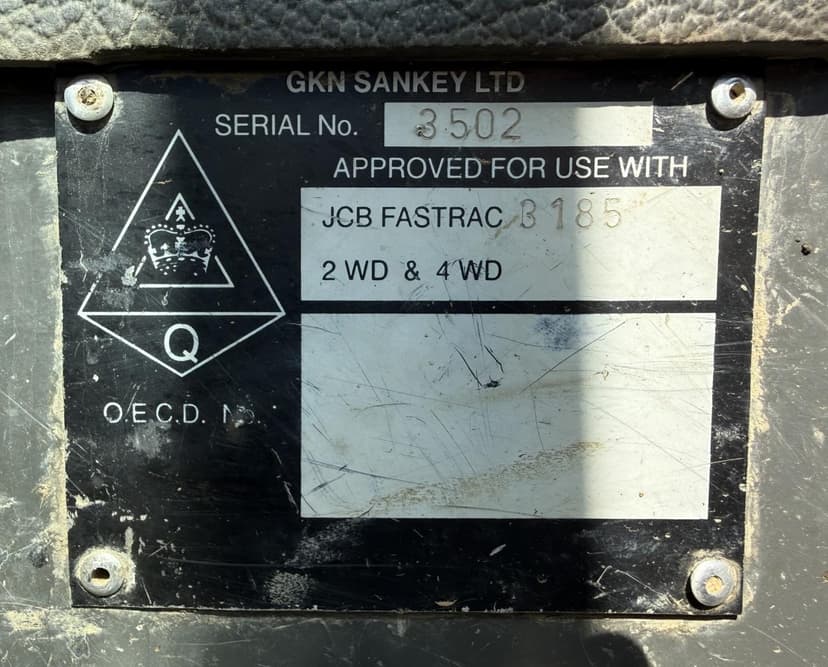 GKN SANKEY LTD
SERIAL No. 3502
APPROVED FOR USE WITH
JCB FASTRAC 3185
2 WD & 4 WD
Q
O.E.C.D. No.